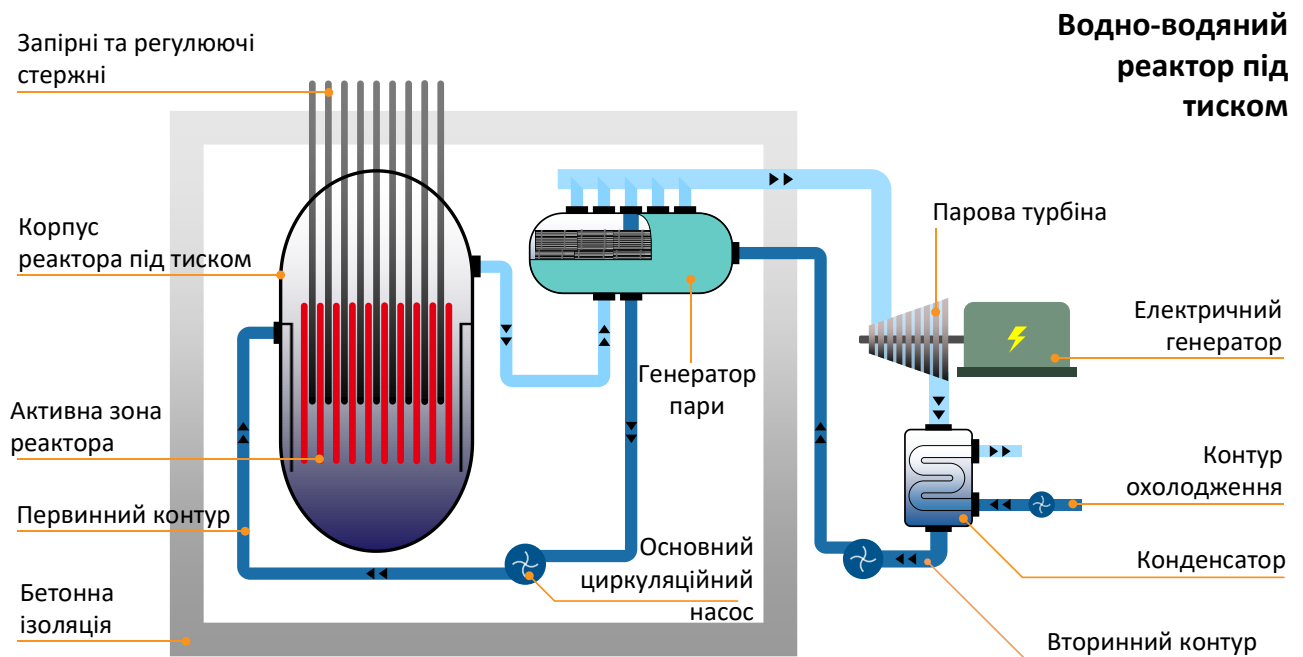 Водно-водяний
реактор під
тиском
Запірні та регулюючі
стержні
Корпус
реактора під тиском
Активна зона
реактора
Первинний контур
Бетонна
ізоляція
Генератор
пари
Основний
циркуляційний
насос
Парова турбіна
Електричний
генератор
Контур
охолодження
Конденсатор
Вторинний контур